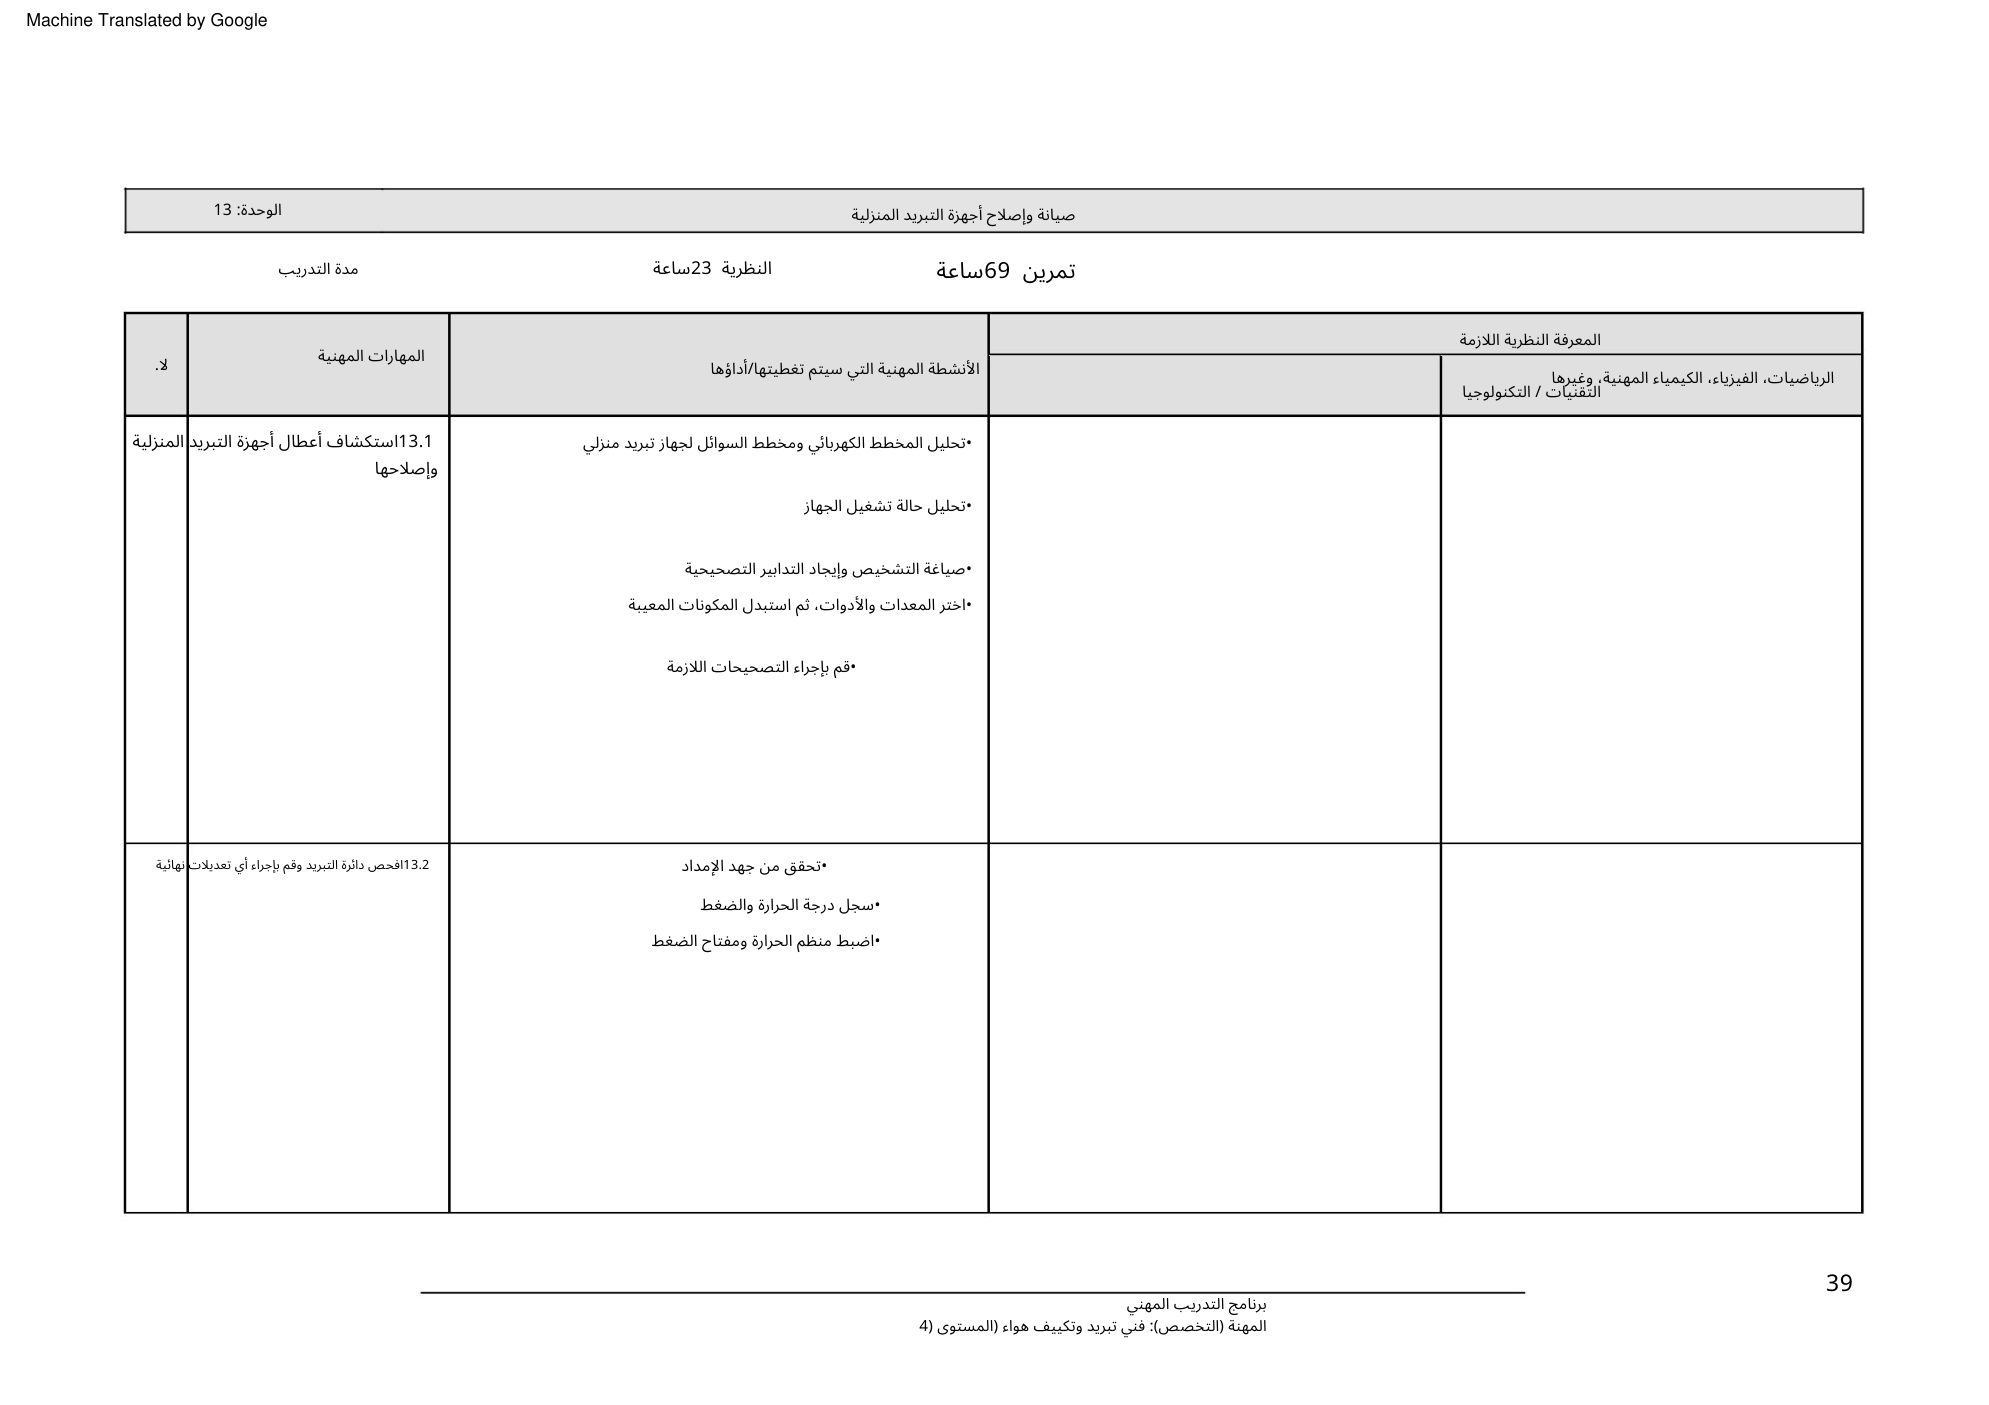 Machine Translated by Google
الوحدة: 13
صيانة وإصلاح أجهزة التبريد المنزلية
مدة التدريب
النظرية 23ساعة
تمرين 69ساعة
لا.
المهارات المهنية
الأنشطة المهنية التي سيتم تغطيتها/أداؤها
المعرفة النظرية اللازمة
الرياضيات، الفيزياء، الكيمياء المهنية، وغيرها
التقنيات / التكنولوجيا
13.1استكشاف أعطال أجهزة التبريد المنزلية
وإصلاحها
•تحليل المخطط الكهربائي ومخطط السوائل لجهاز تبريد منزلي
•تحليل حالة تشغيل الجهاز
•صياغة التشخيص وإيجاد التدابير التصحيحية
•اختر المعدات والأدوات، ثم استبدل المكونات المعيبة
•قم بإجراء التصحيحات اللازمة
13.2افحص دائرة التبريد وقم بإجراء أي تعديلات نهائية
•تحقق من جهد الإمداد
•سجل درجة الحرارة والضغط
•اضبط منظم الحرارة ومفتاح الضغط
39
برنامج التدريب المهني
المهنة (التخصص): فني تبريد وتكييف هواء (المستوى 4)